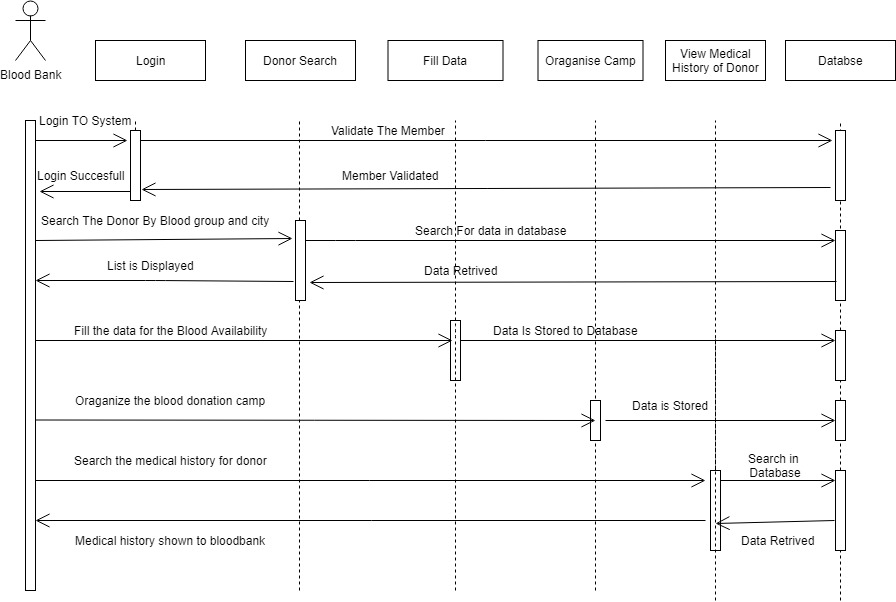 Blood Bank
Login
Donor Search
Fill Data
Oraganise Camp
View Medical
History of Donor
Databse
Login TO System
Validate The Member
Login Succesfull
Member Validated
Search The Donor By Blood group and city
Search For data in database
List is Displayed
Data Retrived
Fill the data for the Blood Availability
Data Is Stored to Database
Oraganize the blood donation camp
Data is Stored
Search the medical history for donor
Search in
Database
Medical history shown to bloodbank
Data Retrived